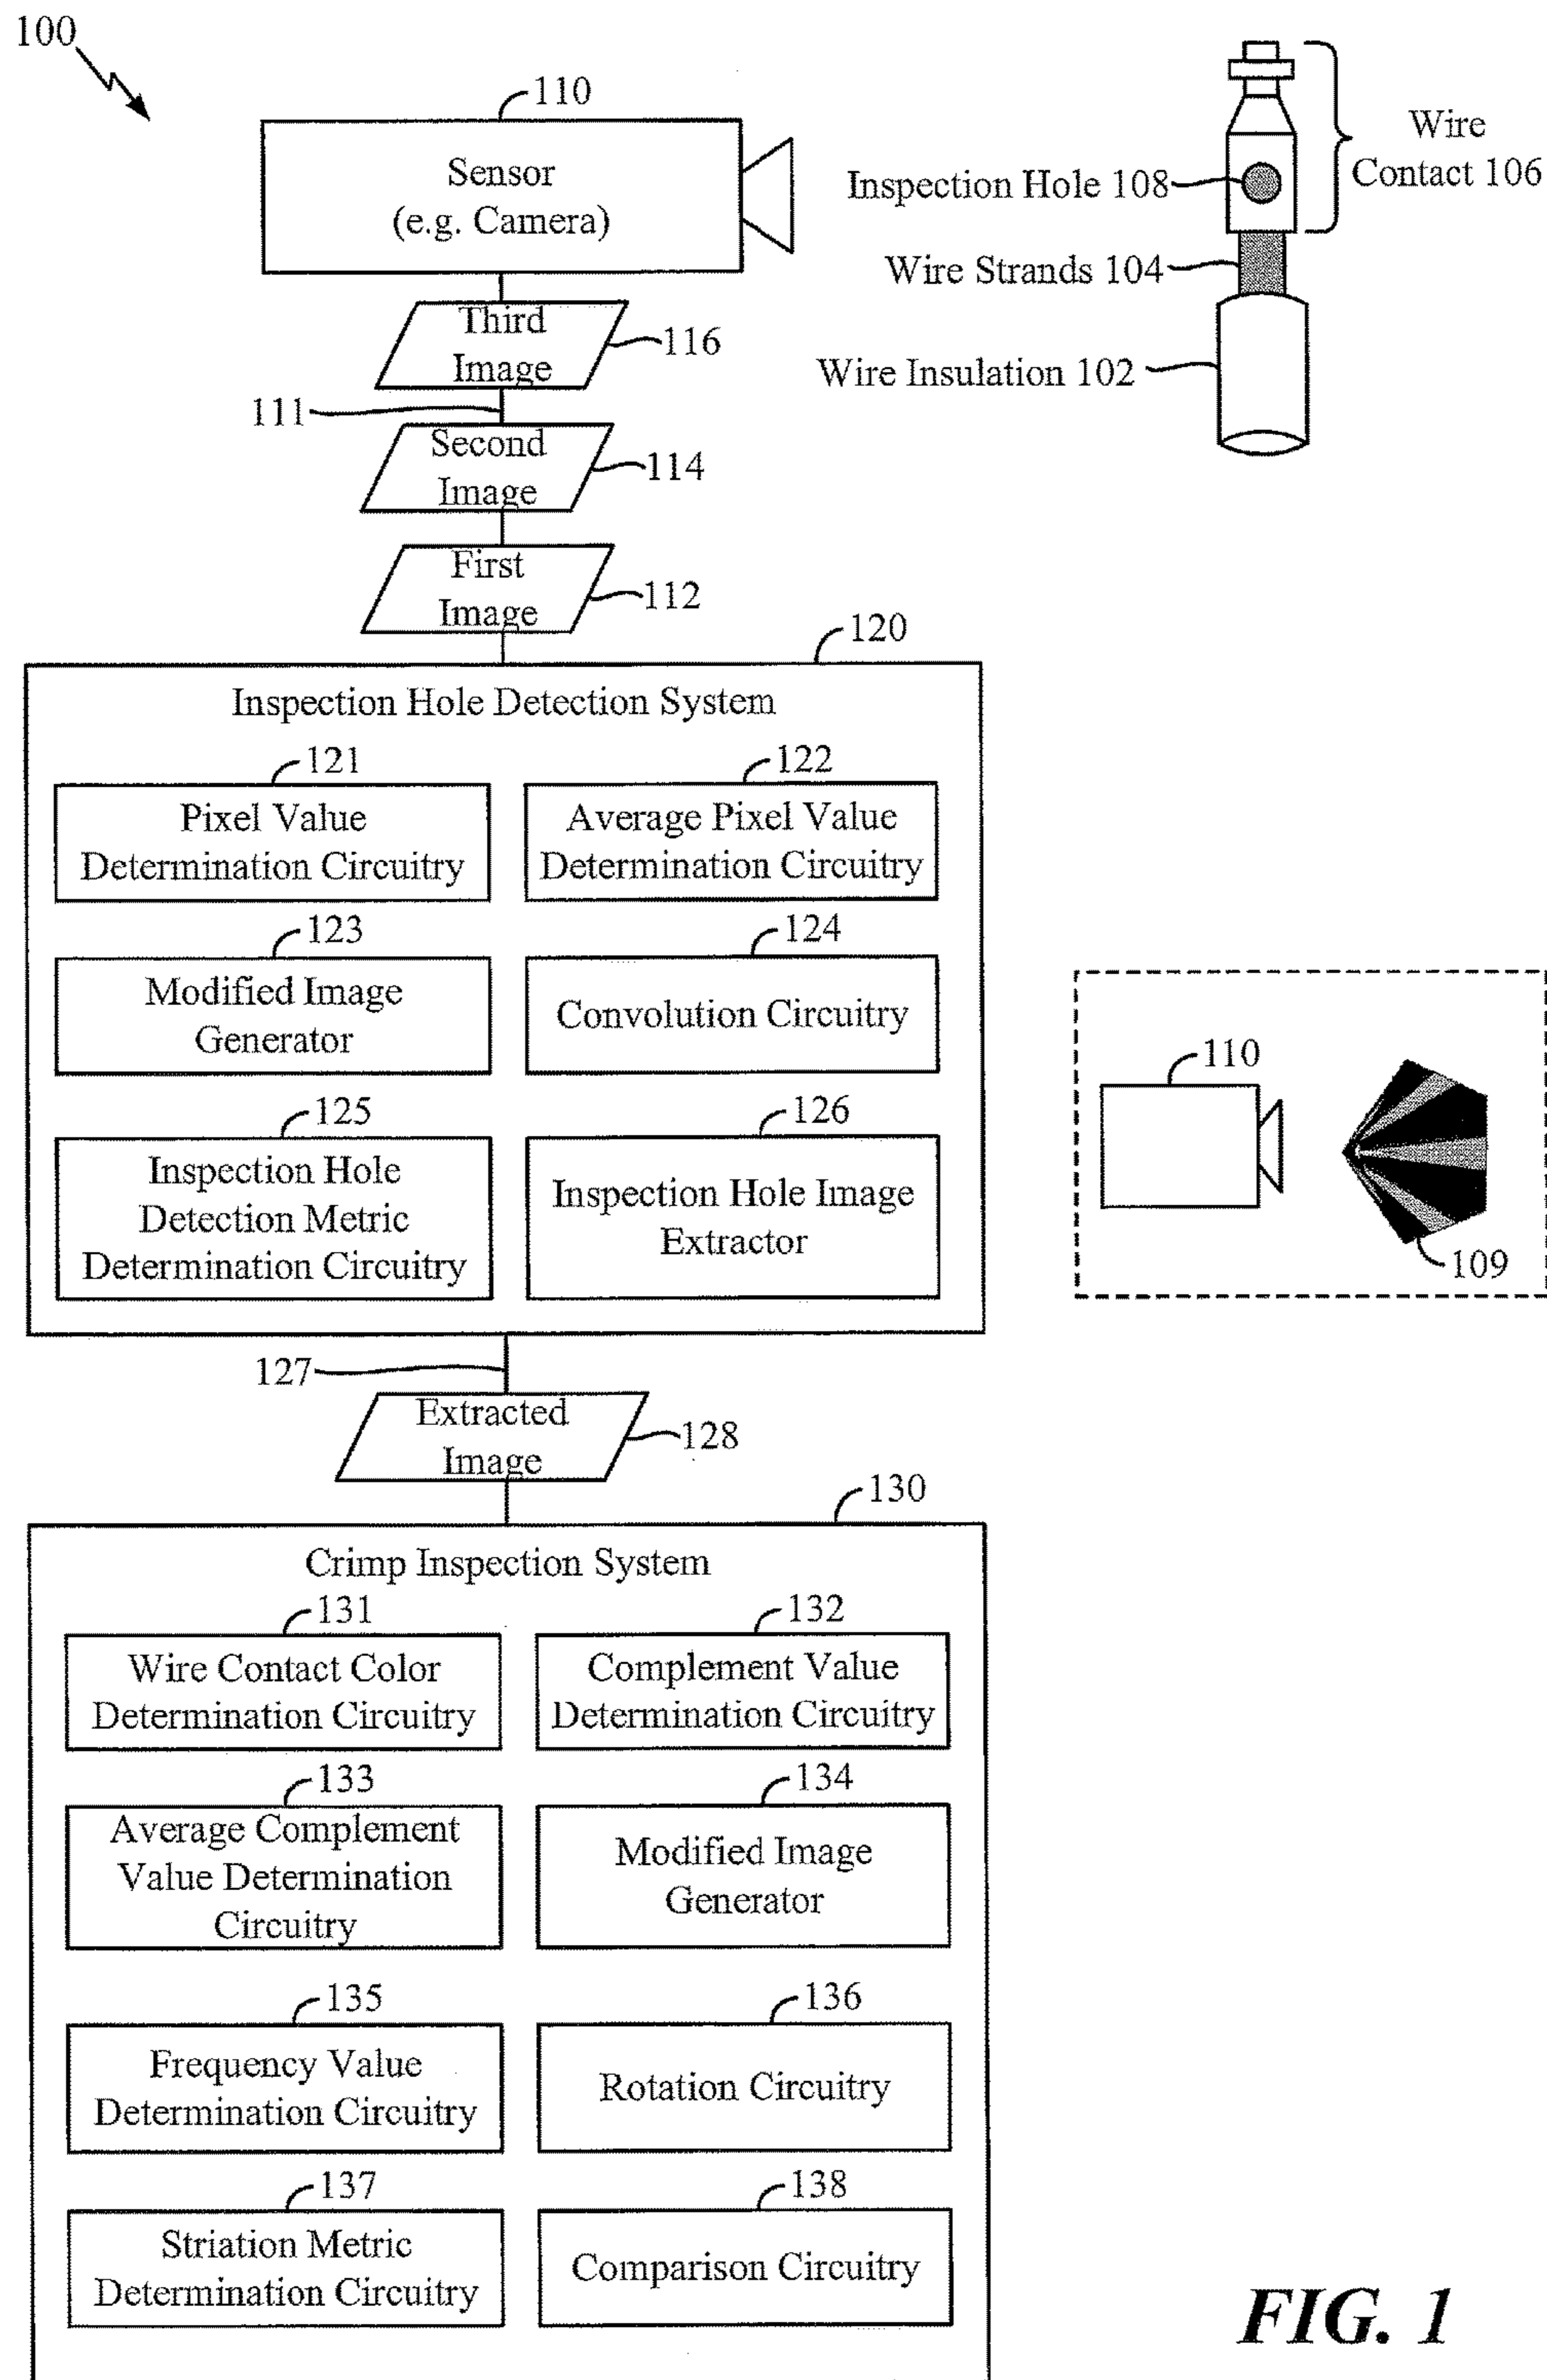 100
110
Sensor
(e.g. Camera)
Wire
Contact 106
Inspection Hole 108
Wire Strands 104
Wire Insulation 102
Third
Image
116
111
Second
Image
114
First
Image
112
120
Inspection Hole Detection System
121
Pixel Value
Determination Circuitry
122
Average Pixel Value
Determination Circuitry
123
Modified Image
Generator
124
Convolution Circuitry
125
Inspection Hole
Detection Metric
Determination Circuitry
126
Inspection Hole Image
Extractor
110
109
127
Extracted
Image
128
130
Crimp Inspection System
131
Wire Contact Color
Determination Circuitry
132
Complement Value
Determination Circuitry
133
Average Complement
Value Determination
Circuitry
134
Modified Image
Generator
135
Frequency Value
Determination Circuitry
136
Rotation Circuitry
137
Striation Metric
Determination Circuitry
138
Comparison Circuitry
FIG. 1